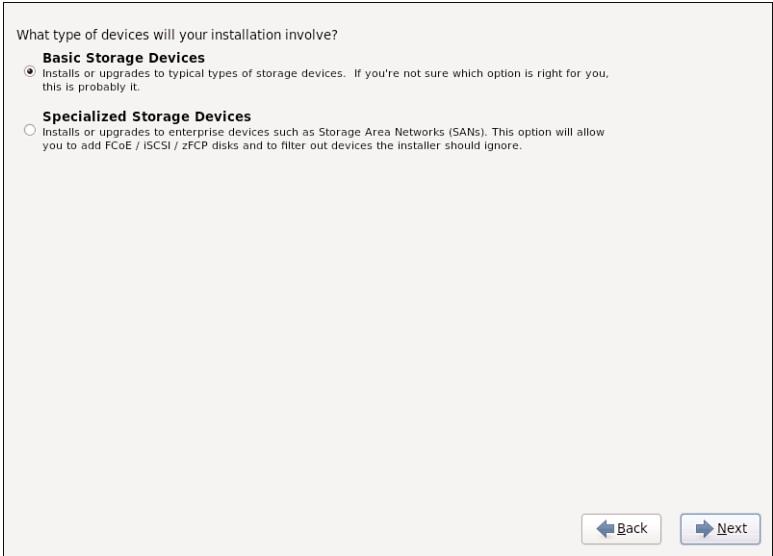 What type of devices will your installation involve?
Basic Storage Devices
Installs or upgrades to typical types of storage devices.  If you're not sure which option is right for you,
this is probably it.
Specialized Storage Devices
Installs or upgrades to enterprise devices such as Storage Area Networks (SANs). This option will allow
you to add FCoE / iSCSI / zFCP disks and to filter out devices the installer should ignore.
Back
Next